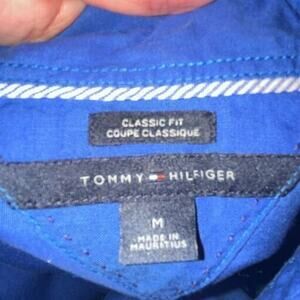 CLASSIC FIT
COUPE CLASSIQUE
TOMMY HILFIGER
M
MADE IN
MAURITIUS